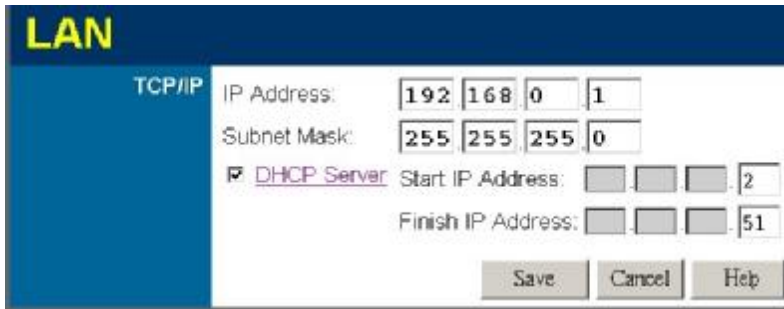 LAN
TCP/IP
IP Address: 192 . 168 . 0 . 1
Subnet Mask: 255 . 255 . 255 . 0
DHCP Server Start IP Address: . . . 2
Finish IP Address: . . . 51
Save Cancel Help